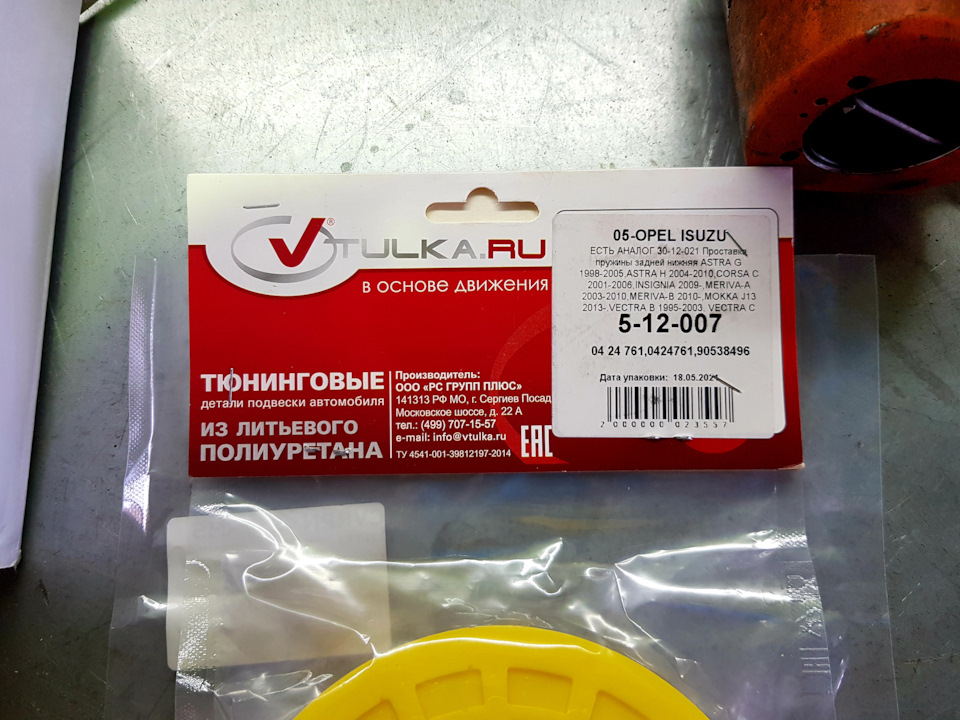 VTULKA.RU
®
в основе движения
ТЮНИНГОВЫЕ
детали подвески автомобиля
ИЗ ЛИТЬЕВОГО
ПОЛИУРЕТАНА
Производитель:
ООО «РС ГРУПП ПЛЮС»
141313 РФ МО, г. Сергиев Посад
Московское шоссе, д. 22 А
тел.: (499) 707-15-57
e-mail: info@vtulka.ru
ТУ 4541-001-39812197-2014
EAC
05-OPEL ISUZU
ЕСТЬ АНАЛОГ 30-12-021 Проставка
пружины задней нижняя ASTRA G
1998-2005,ASTRA H 2004-2010,CORSA C
2001-2006,INSIGNIA 2009-,MERIVA-A
2003-2010,MERIVA-B 2010-,MOKKA J13
2013-,VECTRA B 1995-2003, VECTRA C
5-12-007
04 24 761,0424761,90538496
Дата упаковки: 18.05.2021
2 000000 023557